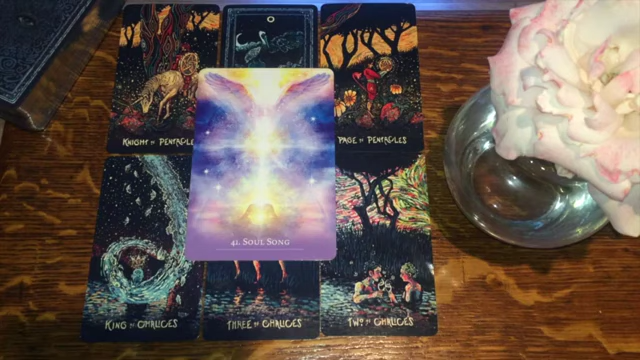 KNIGHT OF PENTACLES
PAGE OF PENTACLES
41. SOUL SONG
KING OF CHALICES
THREE OF CHALICES
TWO OF CHALICES